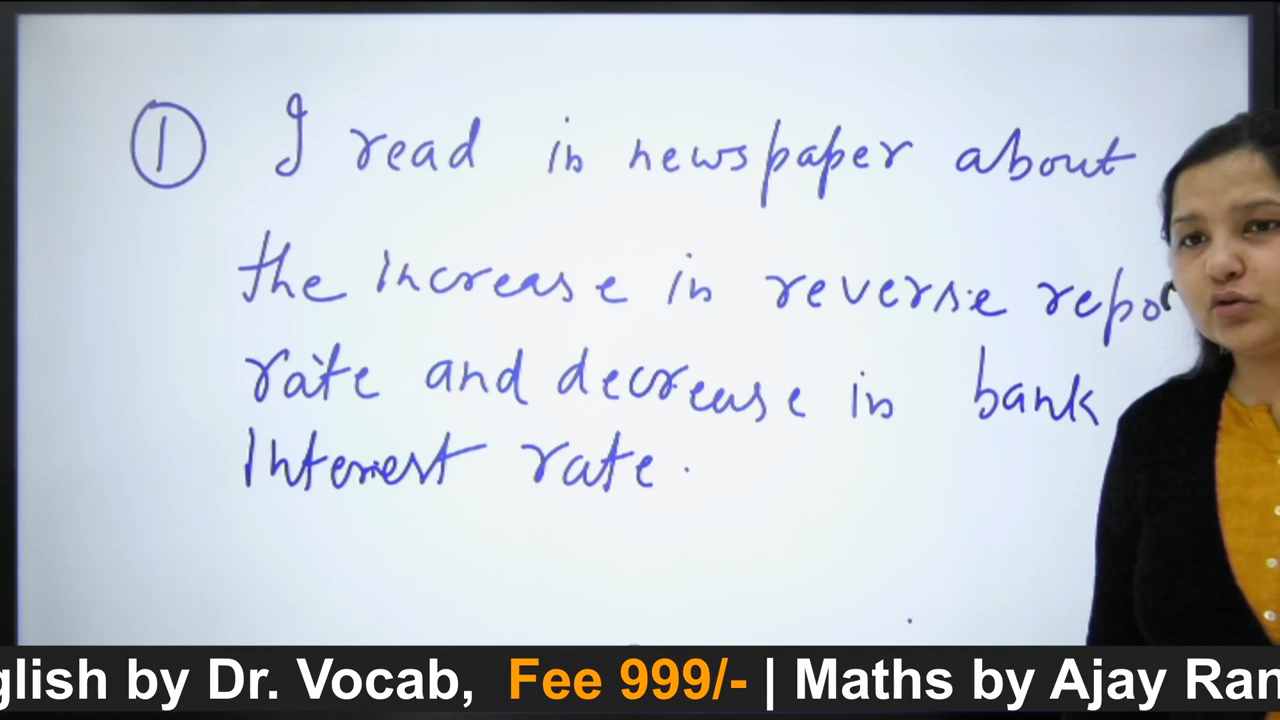 ① I read in newspaper about
the increase in reverse repo
rate and decrease in bank
interest rate.
glish by Dr. Vocab, Fee 999/- | Maths by Ajay Ran